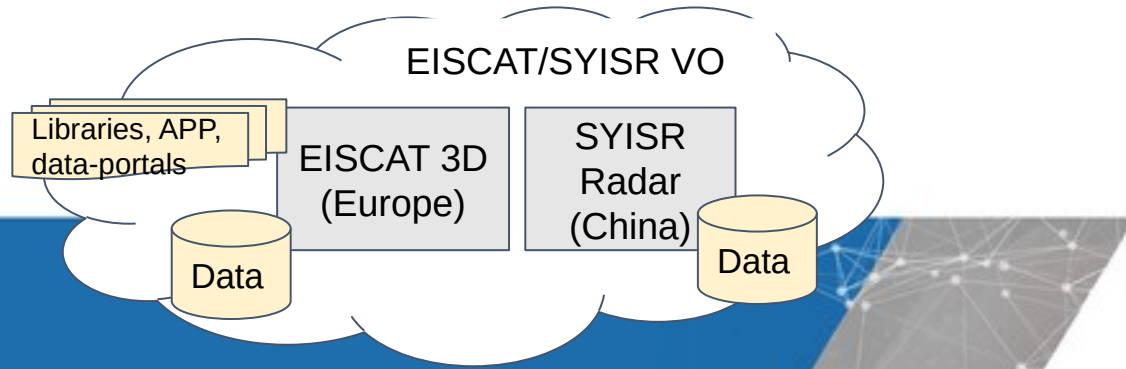 EISCAT/SYISR VO
Libraries, APP,
data-portals
EISCAT 3D
(Europe)
SYISR
Radar
(China)
Data
Data